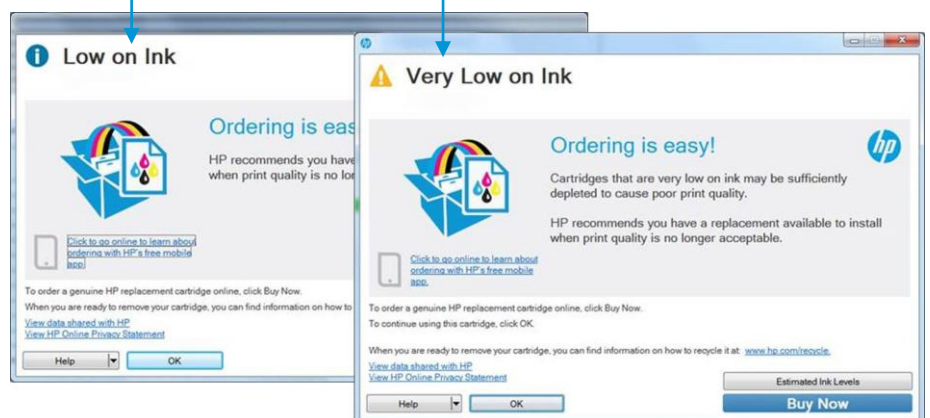 Low on Ink
Ordering is eas
HP recommends you have
when print quality is no lon
Click to go online to learn about
ordering with HP's free mobile
app.
To order a genuine HP replacement cartridge online, click Buy Now.
When you are ready to remove your cartridge, you can find information on how to
View data shared with HP
View HP Online Privacy Statement
Help
OK
hp
Very Low on Ink
Ordering is easy!
hp
Cartridges that are very low on ink may be sufficiently
depleted to cause poor print quality.
HP recommends you have a replacement available to install
when print quality is no longer acceptable.
Click to go online to learn about
ordering with HP's free mobile
app.
To order a genuine HP replacement cartridge online, click Buy Now.
To continue using this cartridge, click OK.
When you are ready to remove your cartridge, you can find information on how to recycle it at: www.hp.com/recycle.
View data shared with HP
View HP Online Privacy Statement
Estimated Ink Levels
Help
OK
Buy Now